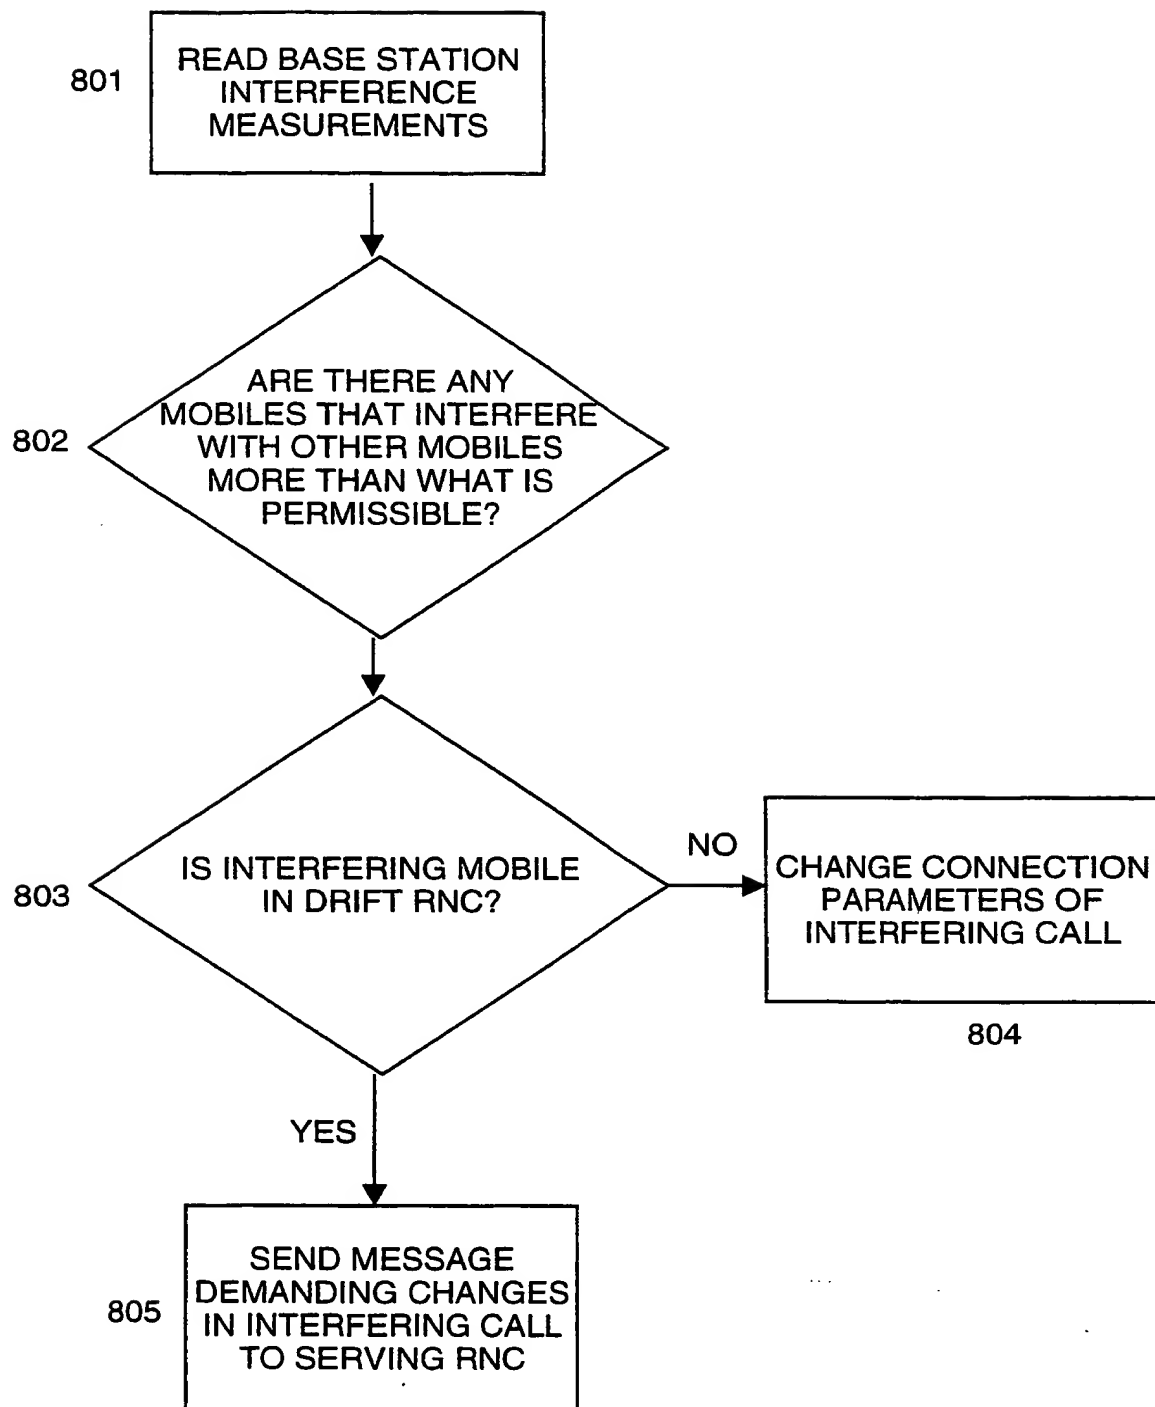 801
READ BASE STATION
INTERFERENCE
MEASUREMENTS
802
ARE THERE ANY
MOBILES THAT INTERFERE
WITH OTHER MOBILES
MORE THAN WHAT IS
PERMISSIBLE?
803
IS INTERFERING MOBILE
IN DRIFT RNC?
NO
CHANGE CONNECTION
PARAMETERS OF
INTERFERING CALL
804
YES
805
SEND MESSAGE
DEMANDING CHANGES
IN INTERFERING CALL
TO SERVING RNC